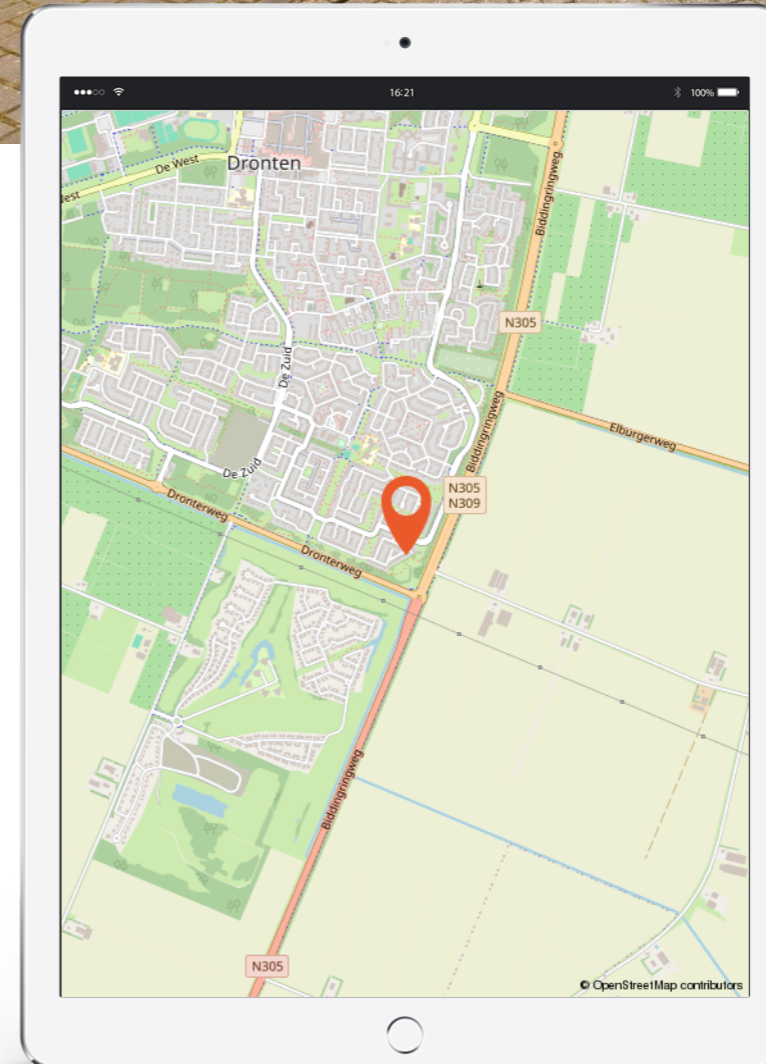 16:21
100%
De West
Dronten
West
Biddingringweg
N305
De Zuid
Biddingringweg
Elburgerweg
De Zuid
N305
N309
Dronterweg
Dronterweg
Biddingringweg
N305
© OpenStreetMap contributors